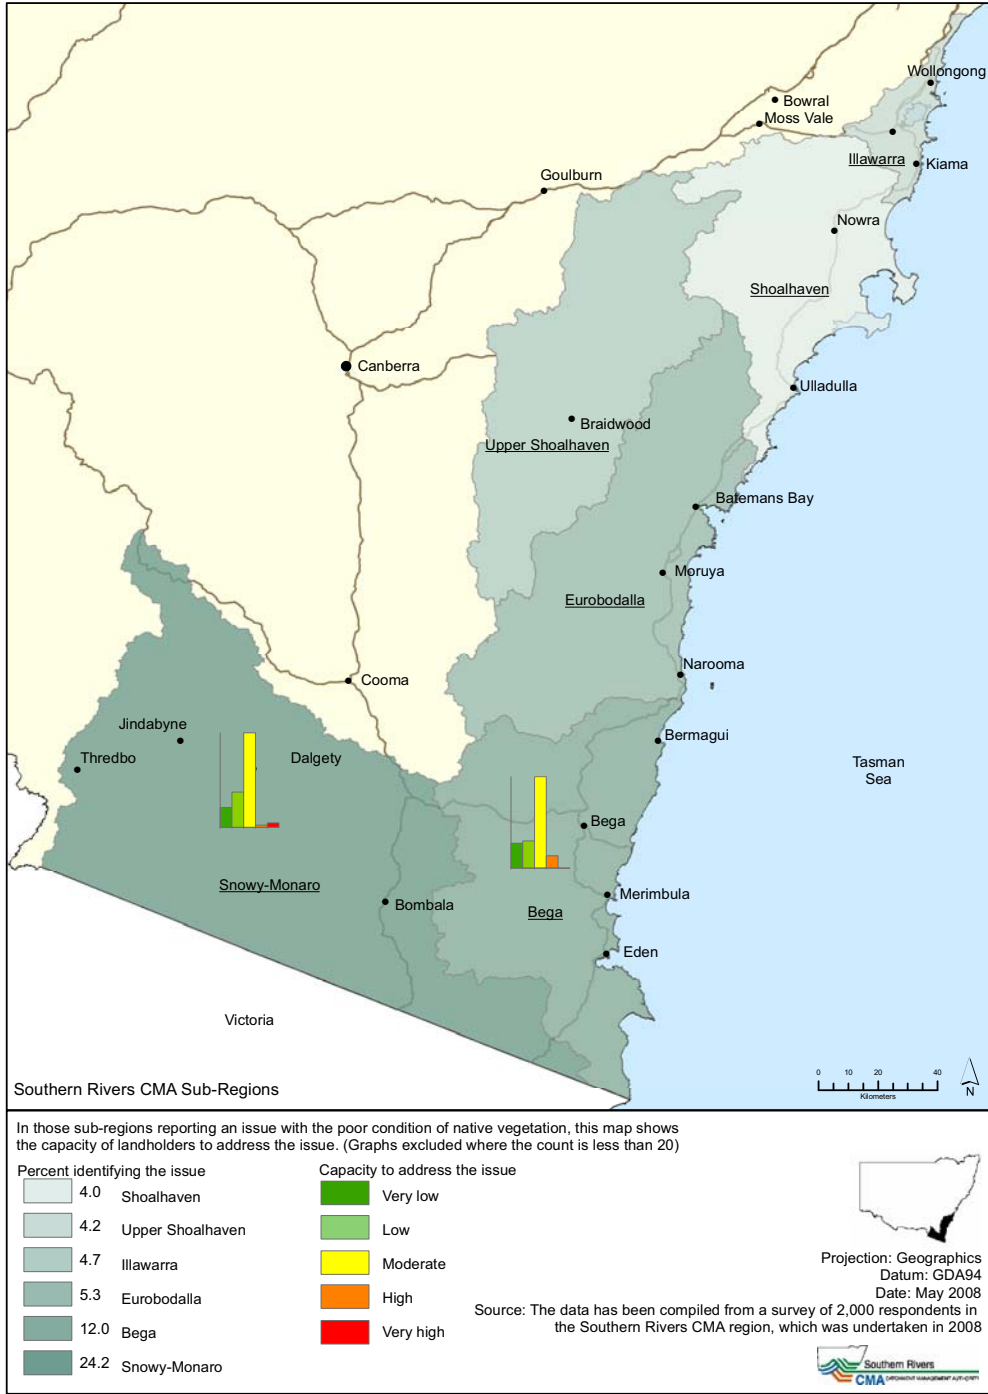 Wollongong
Bowral
Moss Vale
Illawarra
Kiama
Goulburn
Nowra
Shoalhaven
Canberra
Ulladulla
Braidwood
Upper Shoalhaven
Batemans Bay
Moruya
Eurobodalla
Narooma
Cooma
Jindabyne
Bermagui
Thredbo
Dalgety
Tasman
Sea
Bega
Snowy-Monaro
Merimbula
Bombala
Bega
Eden
Victoria
Southern Rivers CMA Sub-Regions
0 10 20 40
Kilometers
N
In those sub-regions reporting an issue with the poor condition of native vegetation, this map shows
the capacity of landholders to address the issue. (Graphs excluded where the count is less than 20)
Percent identifying the issue
4.0 Shoalhaven
4.2 Upper Shoalhaven
4.7 Illawarra
5.3 Eurobodalla
12.0 Bega
24.2 Snowy-Monaro
Capacity to address the issue
Very low
Low
Moderate
High
Very high
Projection: Geographics
Datum: GDA94
Date: May 2008
Source: The data has been compiled from a survey of 2,000 respondents in
the Southern Rivers CMA region, which was undertaken in 2008
Southern Rivers
CMA CATCHMENT MANAGEMENT AUTHORITY